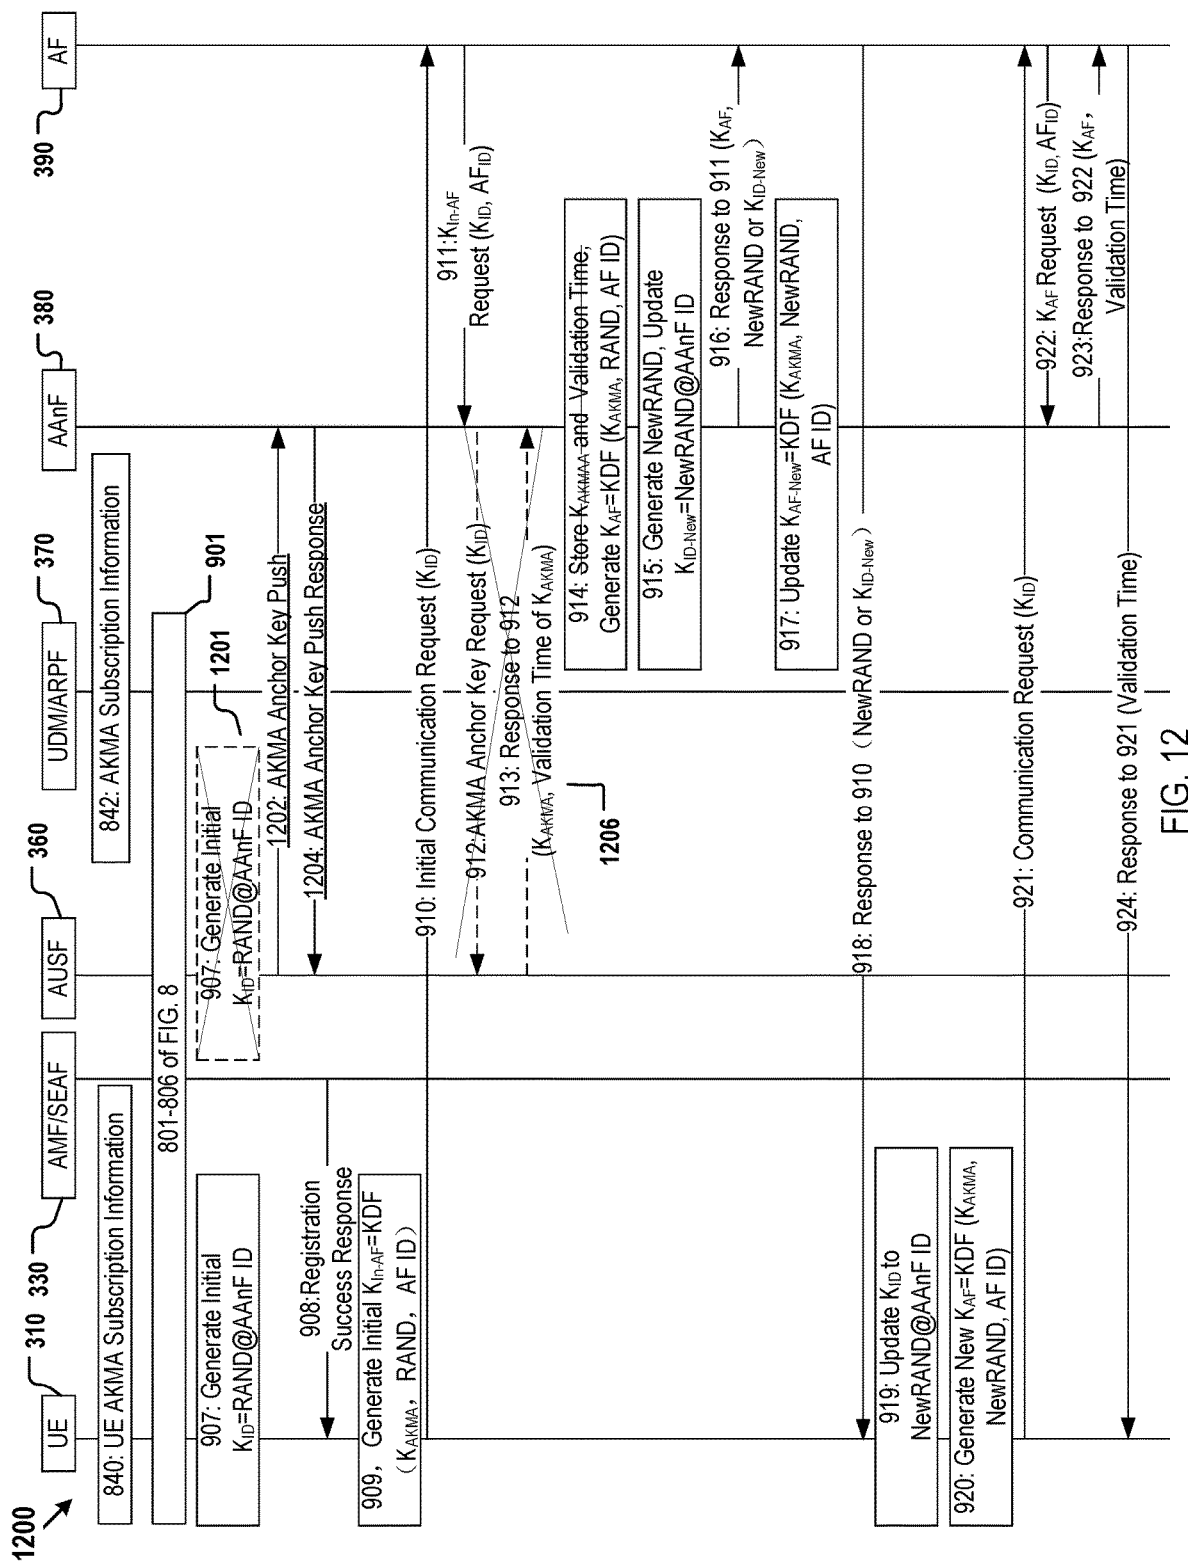 1200
310
330
360
370
380
390
UE
AMF/SEAF
AUSF
UDM/ARPF
AAnF
AF
840: UE AKMA Subscription Information
842: AKMA Subscription Information
801-806 of FIG. 8
901
907: Generate Initial
KID=RAND@AAnF ID
907: Generate Initial
KID=RAND@AAnF ID
1201
1202: AKMA Anchor Key Push
1204: AKMA Anchor Key Push Response
908:Registration
Success Response
909, Generate Initial KIn-AF=KDF
(KAKMA, RAND, AF ID)
910: Initial Communication Request (KID)
911:KIn-AF
Request (KID, AFID)
912:AKMA Anchor Key Request (KID)
913: Response to 912
(KAKMA, Validation Time of KAKMA)
1206
914: Store KAKMAA and Validation Time,
Generate KAF=KDF (KAKMA, RAND, AF ID)
915: Generate NewRAND, Update
KID-New=NewRAND@AAnF ID
916: Response to 911 (KAF,
NewRAND or KID-New)
917: Update KAF-New=KDF (KAKMA, NewRAND,
AF ID)
918: Response to 910 (NewRAND or KID-New)
919: Update KID to
NewRAND@AAnF ID
920: Generate New KAF=KDF (KAKMA,
NewRAND, AF ID)
921: Communication Request (KID)
922: KAF Request (KID, AFID)
923:Response to 922 (KAF,
Validation Time)
924: Response to 921 (Validation Time)
FIG. 12